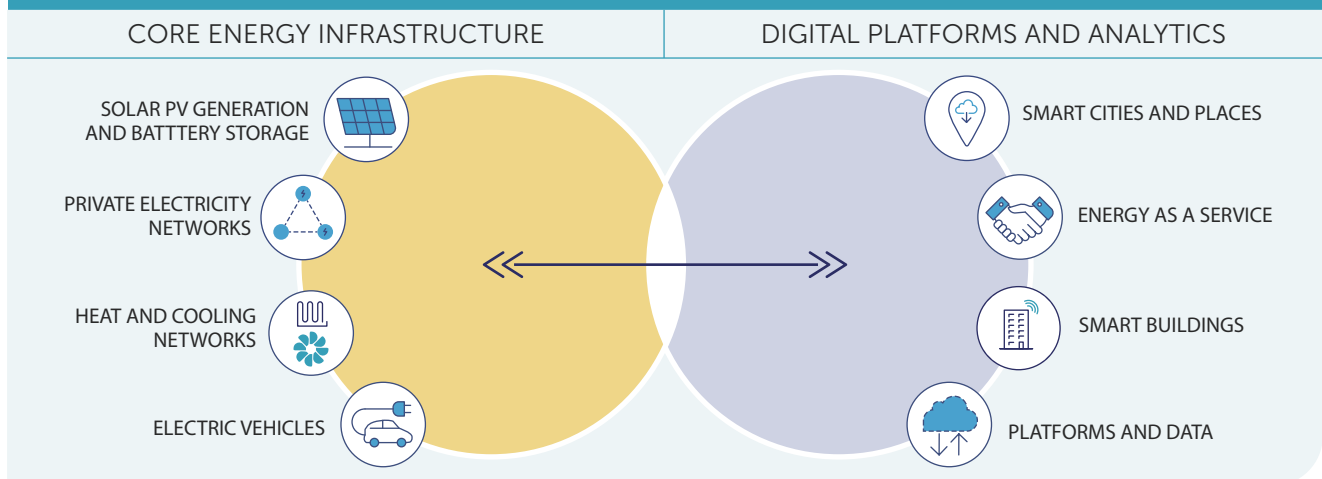 CORE ENERGY INFRASTRUCTURE
DIGITAL PLATFORMS AND ANALYTICS
SOLAR PV GENERATION
AND BATTTERY STORAGE
PRIVATE ELECTRICITY
NETWORKS
HEAT AND COOLING
NETWORKS
ELECTRIC VEHICLES
SMART CITIES AND PLACES
ENERGY AS A SERVICE
SMART BUILDINGS
PLATFORMS AND DATA